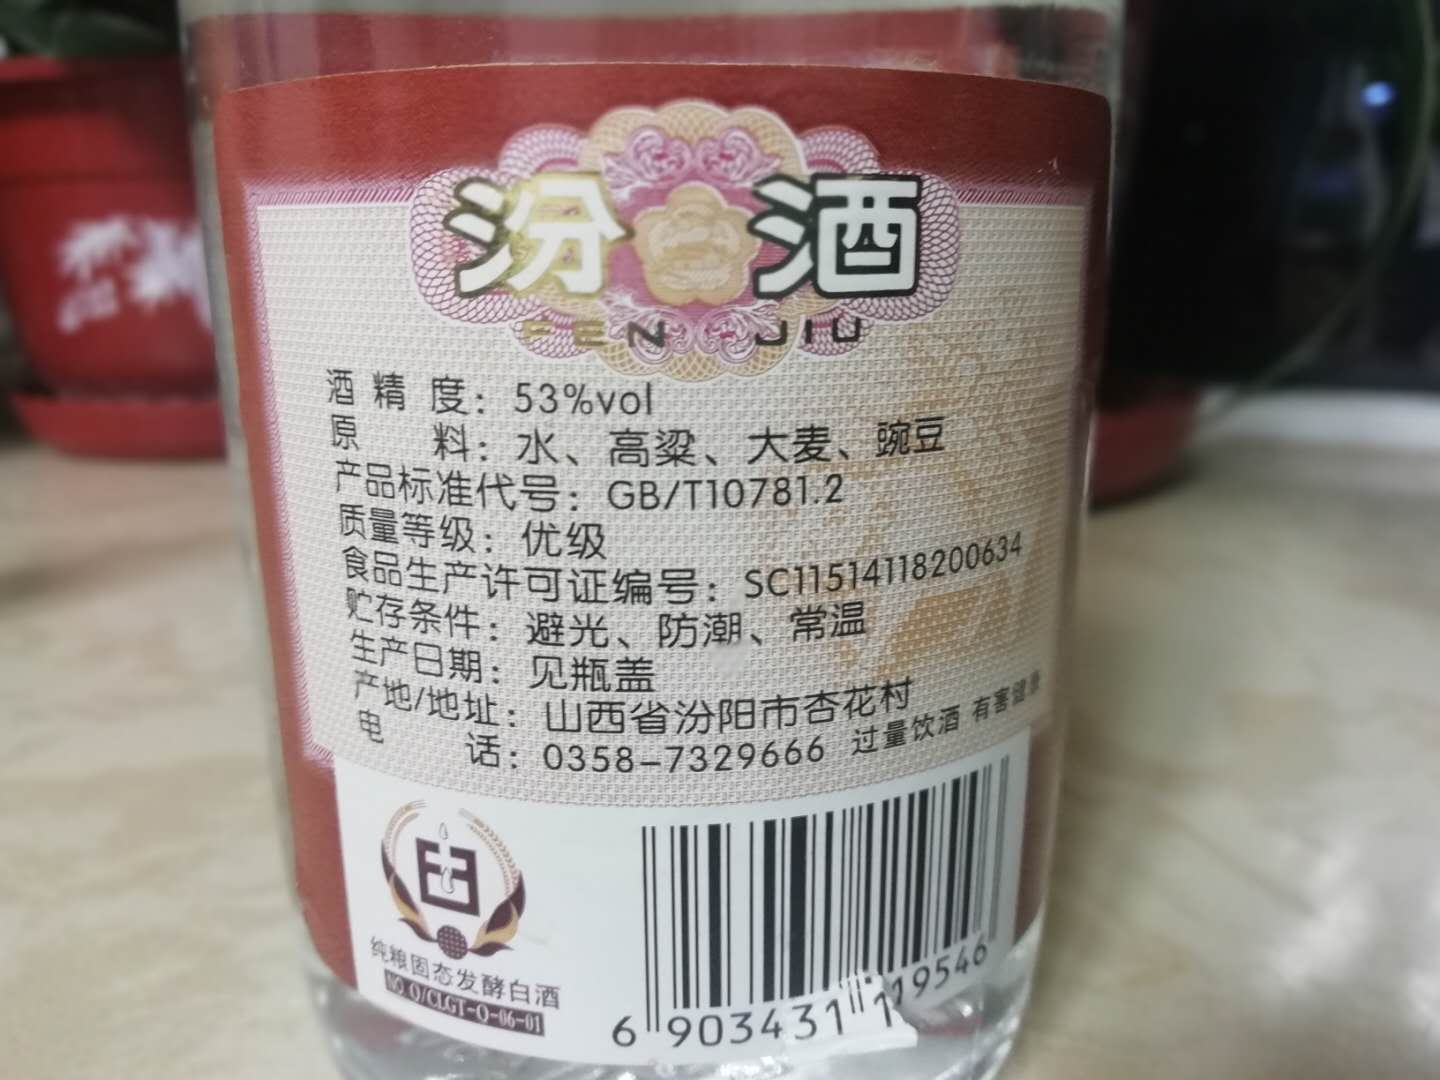 汾酒
FEN JIU
酒精度：53%vol
原料：水、高粱、大麦、豌豆
产品标准代号：GB/T10781.2
质量等级：优级
食品生产许可证编号：SC11514118200634
贮存条件：避光、防潮、常温
生产日期：见瓶盖
产地/地址：山西省汾阳市杏花村
电话：0358-7329666
过量饮酒 有害健康
纯粮固态发酵白酒
NO Q/CLGT-Q-06-01
6 903431 119546